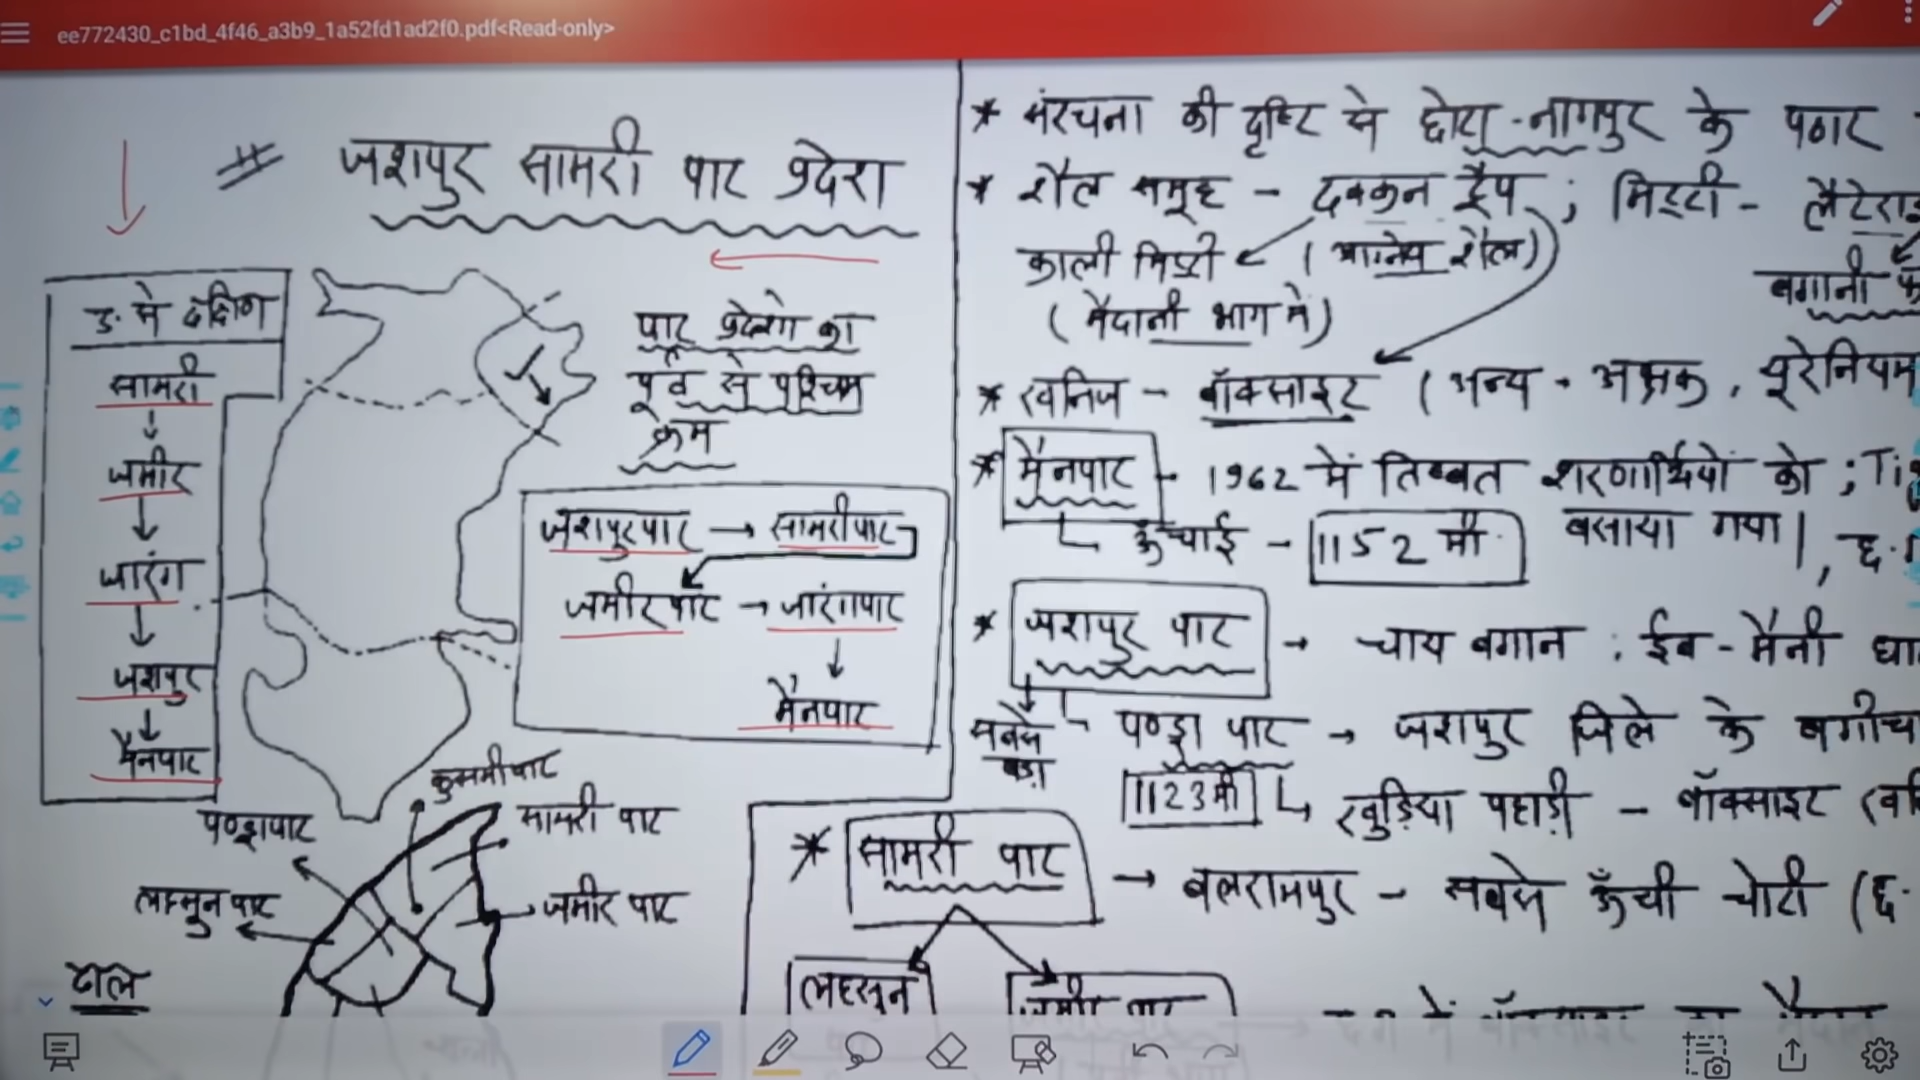 ee772430_c1bd_4f46_a3b9_1a52fd1ad2f0.pdf<Read-only>
जशपुर सामरी पाट प्रदेश
उ. से दक्षिण
सामरी
जमीर
जारंग
जशपुर
मैनपाट
पाट प्रदेशो का
पूर्व से पश्चिम
क्रम
जशपुरपाट → सामरीपाट
जमीरपाट → जारंगपाट
मैनपाट
कुसमीपाट
पण्ड्रापाट
सामरी पाट
जमीर पाट
ढाल
* संरचना की दृष्टि से छोटा-नागपुर के पठार
* शैल समूह - दक्कन ट्रैप ; मिट्टी -
काली मिट्टी ← (आग्नेय शैल)
(मैदानी भाग में)
बगानी
* खनिज - बॉक्साइट (अन्य - अभ्रक, यूरेनियम
* मैनपाट - 1962 में तिब्बत शरणार्थियों को ;
ऊँचाई - 1152 मी. बसाया गया|,
* जशपुर पाट → चाय बगान : ईब-मैनी
सबसे बड़ा
पण्ड्रा पाट → जशपुर जिले के बगीचा
1123 मी
खुड़िया पहाड़ी - बॉक्साइट
* सामरी पाट → बलरामपुर - सबसे ऊँची चोटी (छ.
लहसुन